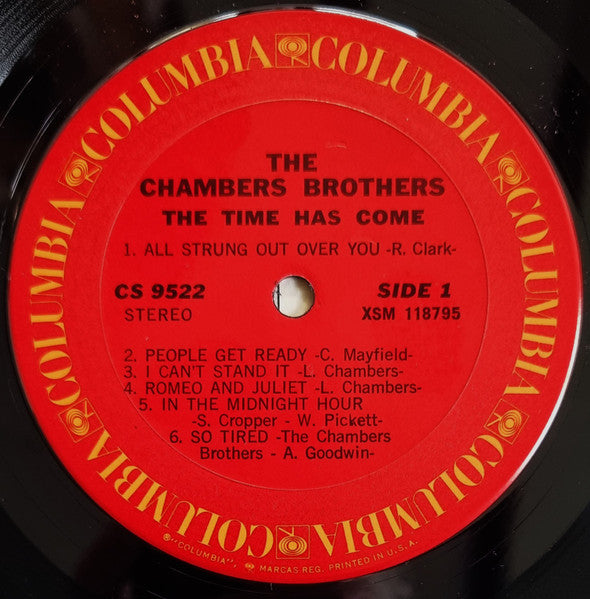 COLUMBIA COLUMBIA COLUMBIA COLUMBIA COLUMBIA COLUMBIA
THE
CHAMBERS BROTHERS
THE TIME HAS COME
1. ALL STRUNG OUT OVER YOU -R. Clark-
CS 9522
STEREO
SIDE 1
XSM 118795
2. PEOPLE GET READY -C. Mayfield-
3. I CAN'T STAND IT -L. Chambers-
4. ROMEO AND JULIET -L. Chambers-
5. IN THE MIDNIGHT HOUR
-S. Cropper - W. Pickett-
6. SO TIRED -The Chambers
Brothers - A. Goodwin-
®"COLUMBIA", MARCAS REG. PRINTED IN U.S.A.